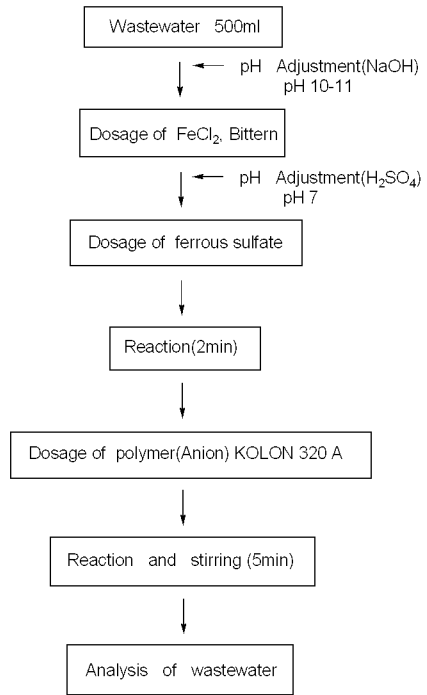 Wastewater 500ml
pH Adjustment(NaOH)
pH 10-11
Dosage of FeCl₂, Bittern
pH Adjustment(H₂SO₄)
pH 7
Dosage of ferrous sulfate
Reaction(2min)
Dosage of polymer(Anion) KOLON 320 A
Reaction and stirring (5min)
Analysis of wastewater